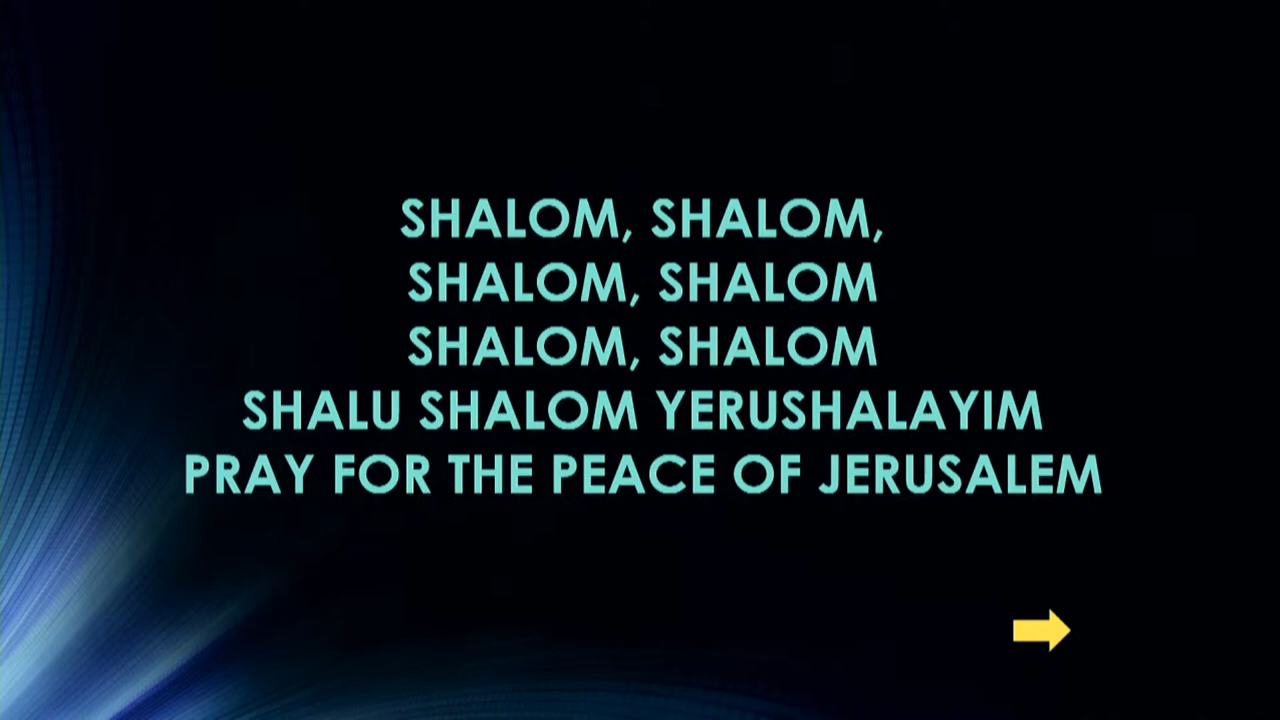 SHALOM, SHALOM,
SHALOM, SHALOM
SHALOM, SHALOM
SHALU SHALOM YERUSHALAYIM
PRAY FOR THE PEACE OF JERUSALEM